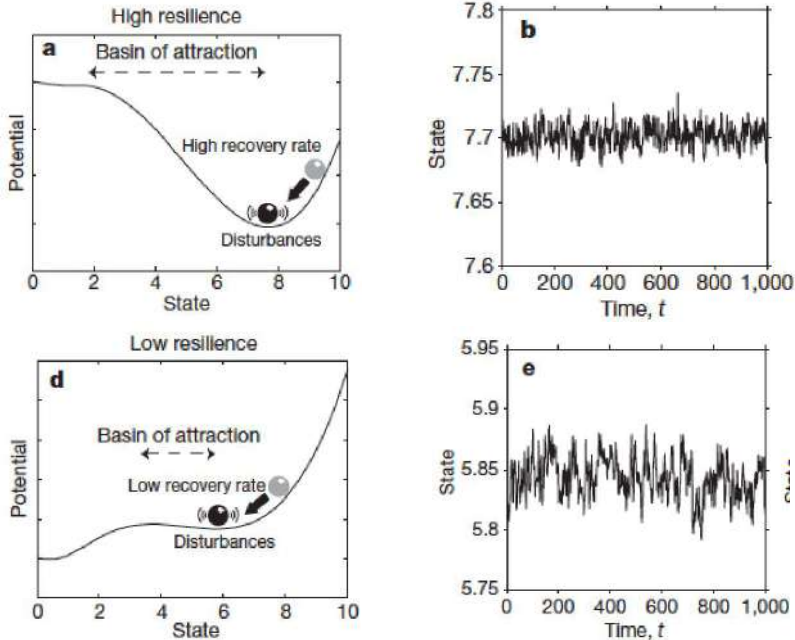 High resilience
a
Basin of attraction
High recovery rate
Disturbances
Potential
0 2 4 6 8 10
State
b
7.8
7.75
7.7
7.65
7.6
State
0 200 400 600 800 1,000
Time, t
Low resilience
d
Basin of attraction
Low recovery rate
Disturbances
Potential
0 2 4 6 8 10
State
e
5.95
5.9
5.85
5.8
5.75
State
0 200 400 600 800 1,000
Time, t
State